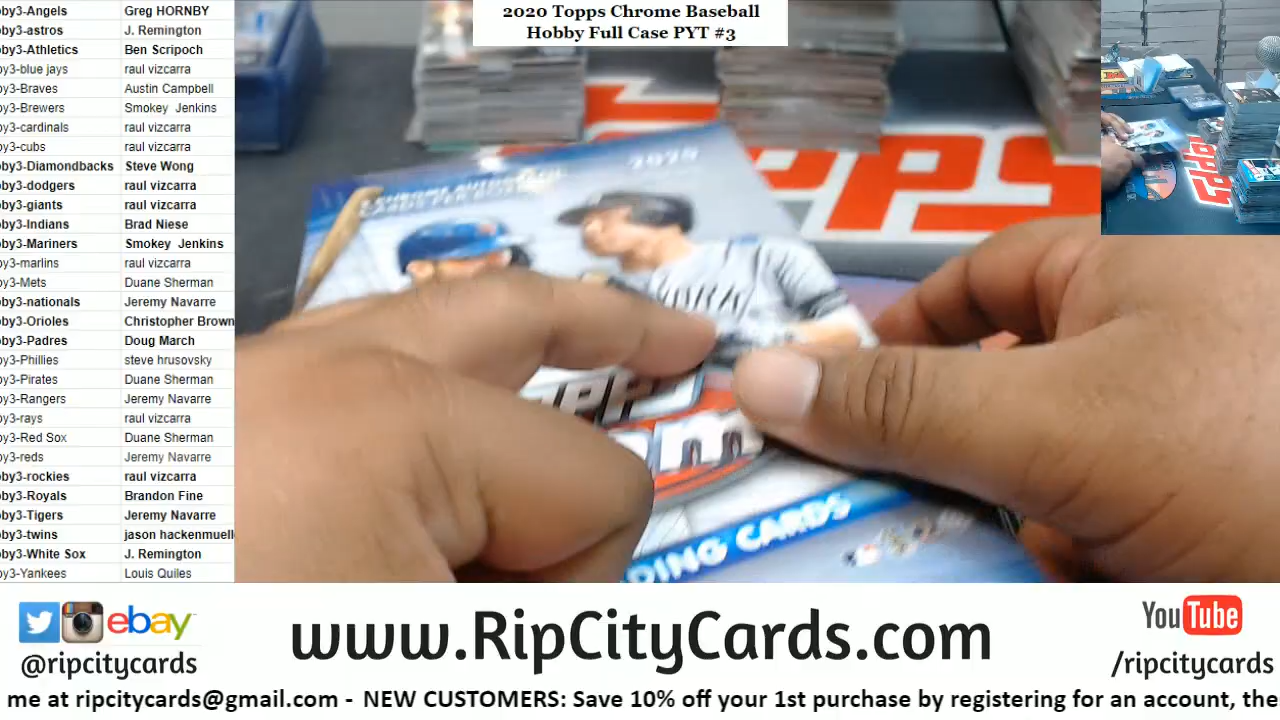 2020 Topps Chrome Baseball
Hobby Full Case PYT #3
by3-Angels Greg HORNBY
by3-astros J. Remington
by3-Athletics Ben Scripoch
by3-blue jays raul vizcarra
by3-Braves Austin Campbell
by3-Brewers Smokey Jenkins
by3-cardinals raul vizcarra
by3-cubs raul vizcarra
by3-Diamondbacks Steve Wong
by3-dodgers raul vizcarra
by3-giants raul vizcarra
by3-Indians Brad Niese
by3-Mariners Smokey Jenkins
by3-marlins raul vizcarra
by3-Mets Duane Sherman
by3-nationals Jeremy Navarre
by3-Orioles Christopher Brown
by3-Padres Doug March
by3-Phillies steve hrusovsky
by3-Pirates Duane Sherman
by3-Rangers Jeremy Navarre
by3-rays raul vizcarra
by3-Red Sox Duane Sherman
by3-reds Jeremy Navarre
by3-rockies raul vizcarra
by3-Royals Brandon Fine
by3-Tigers Jeremy Navarre
by3-twins jason hackenmuell
by3-White Sox J. Remington
by3-Yankees Louis Quiles
PPS
DING CARDS
ebay
@ripcitycards
www.RipCityCards.com
YouTube
/ripcitycards
me at ripcitycards@gmail.com - NEW CUSTOMERS: Save 10% off your 1st purchase by registering for an account, the